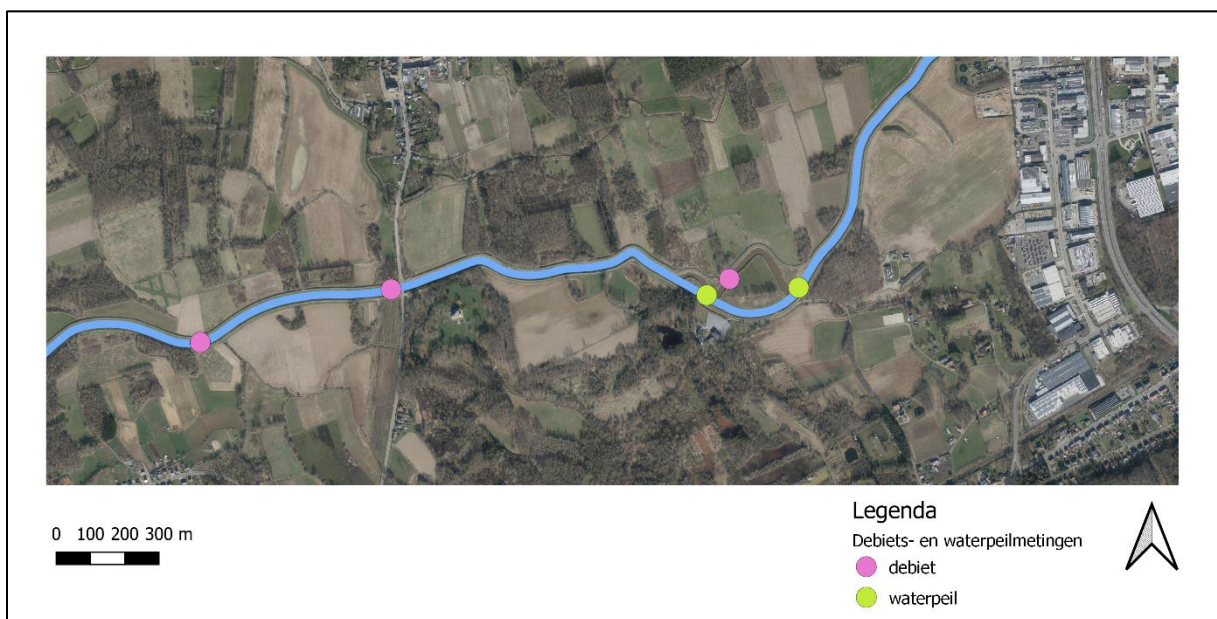 0 100 200 300 m
Legenda
Debiets- en waterpeilmetingen
debiet
waterpeil